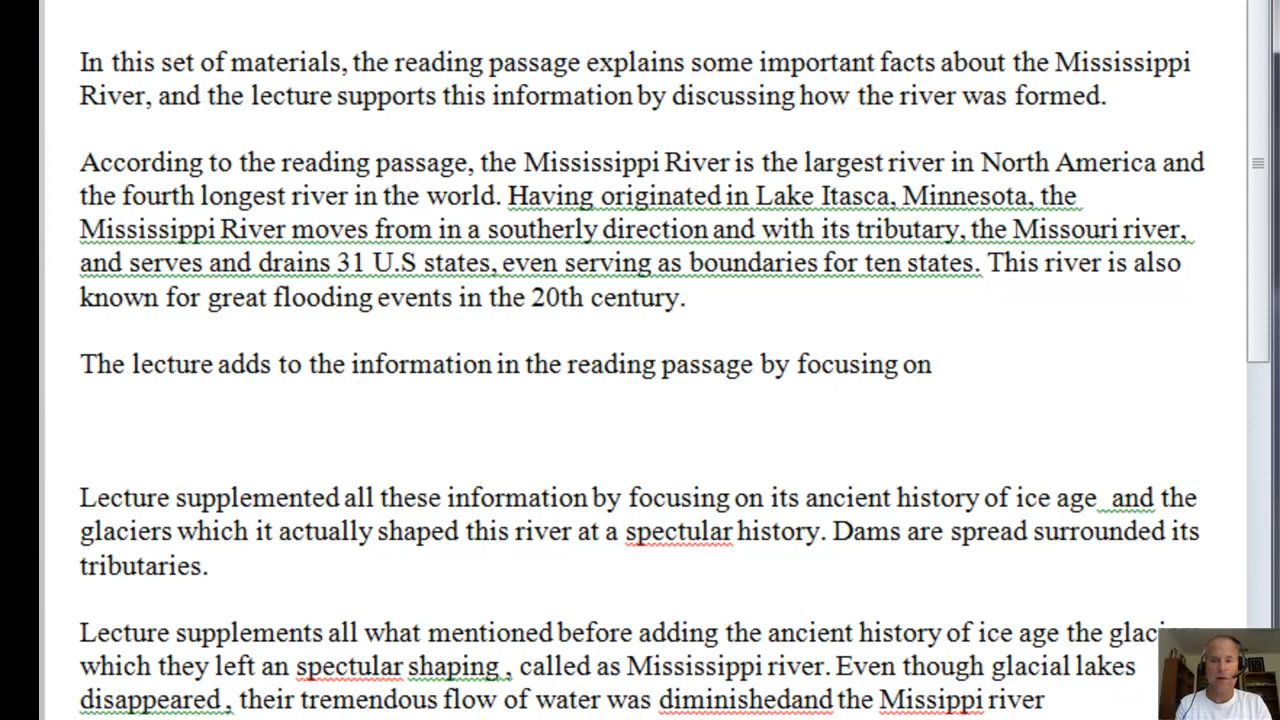 In this set of materials, the reading passage explains some important facts about the Mississippi
River, and the lecture supports this information by discussing how the river was formed.
According to the reading passage, the Mississippi River is the largest river in North America and
the fourth longest river in the world. Having originated in Lake Itasca, Minnesota, the
Mississippi River moves from in a southerly direction and with its tributary, the Missouri river,
and serves and drains 31 U.S states, even serving as boundaries for ten states. This river is also
known for great flooding events in the 20th century.
The lecture adds to the information in the reading passage by focusing on
Lecture supplemented all these information by focusing on its ancient history of ice age and the
glaciers which it actually shaped this river at a spectular history. Dams are spread surrounded its
tributaries.
Lecture supplements all what mentioned before adding the ancient history of ice age the
which they left an spectular shaping , called as Mississippi river. Even though glacial lakes
disappeared , their tremendous flow of water was diminishedand the Missippi river